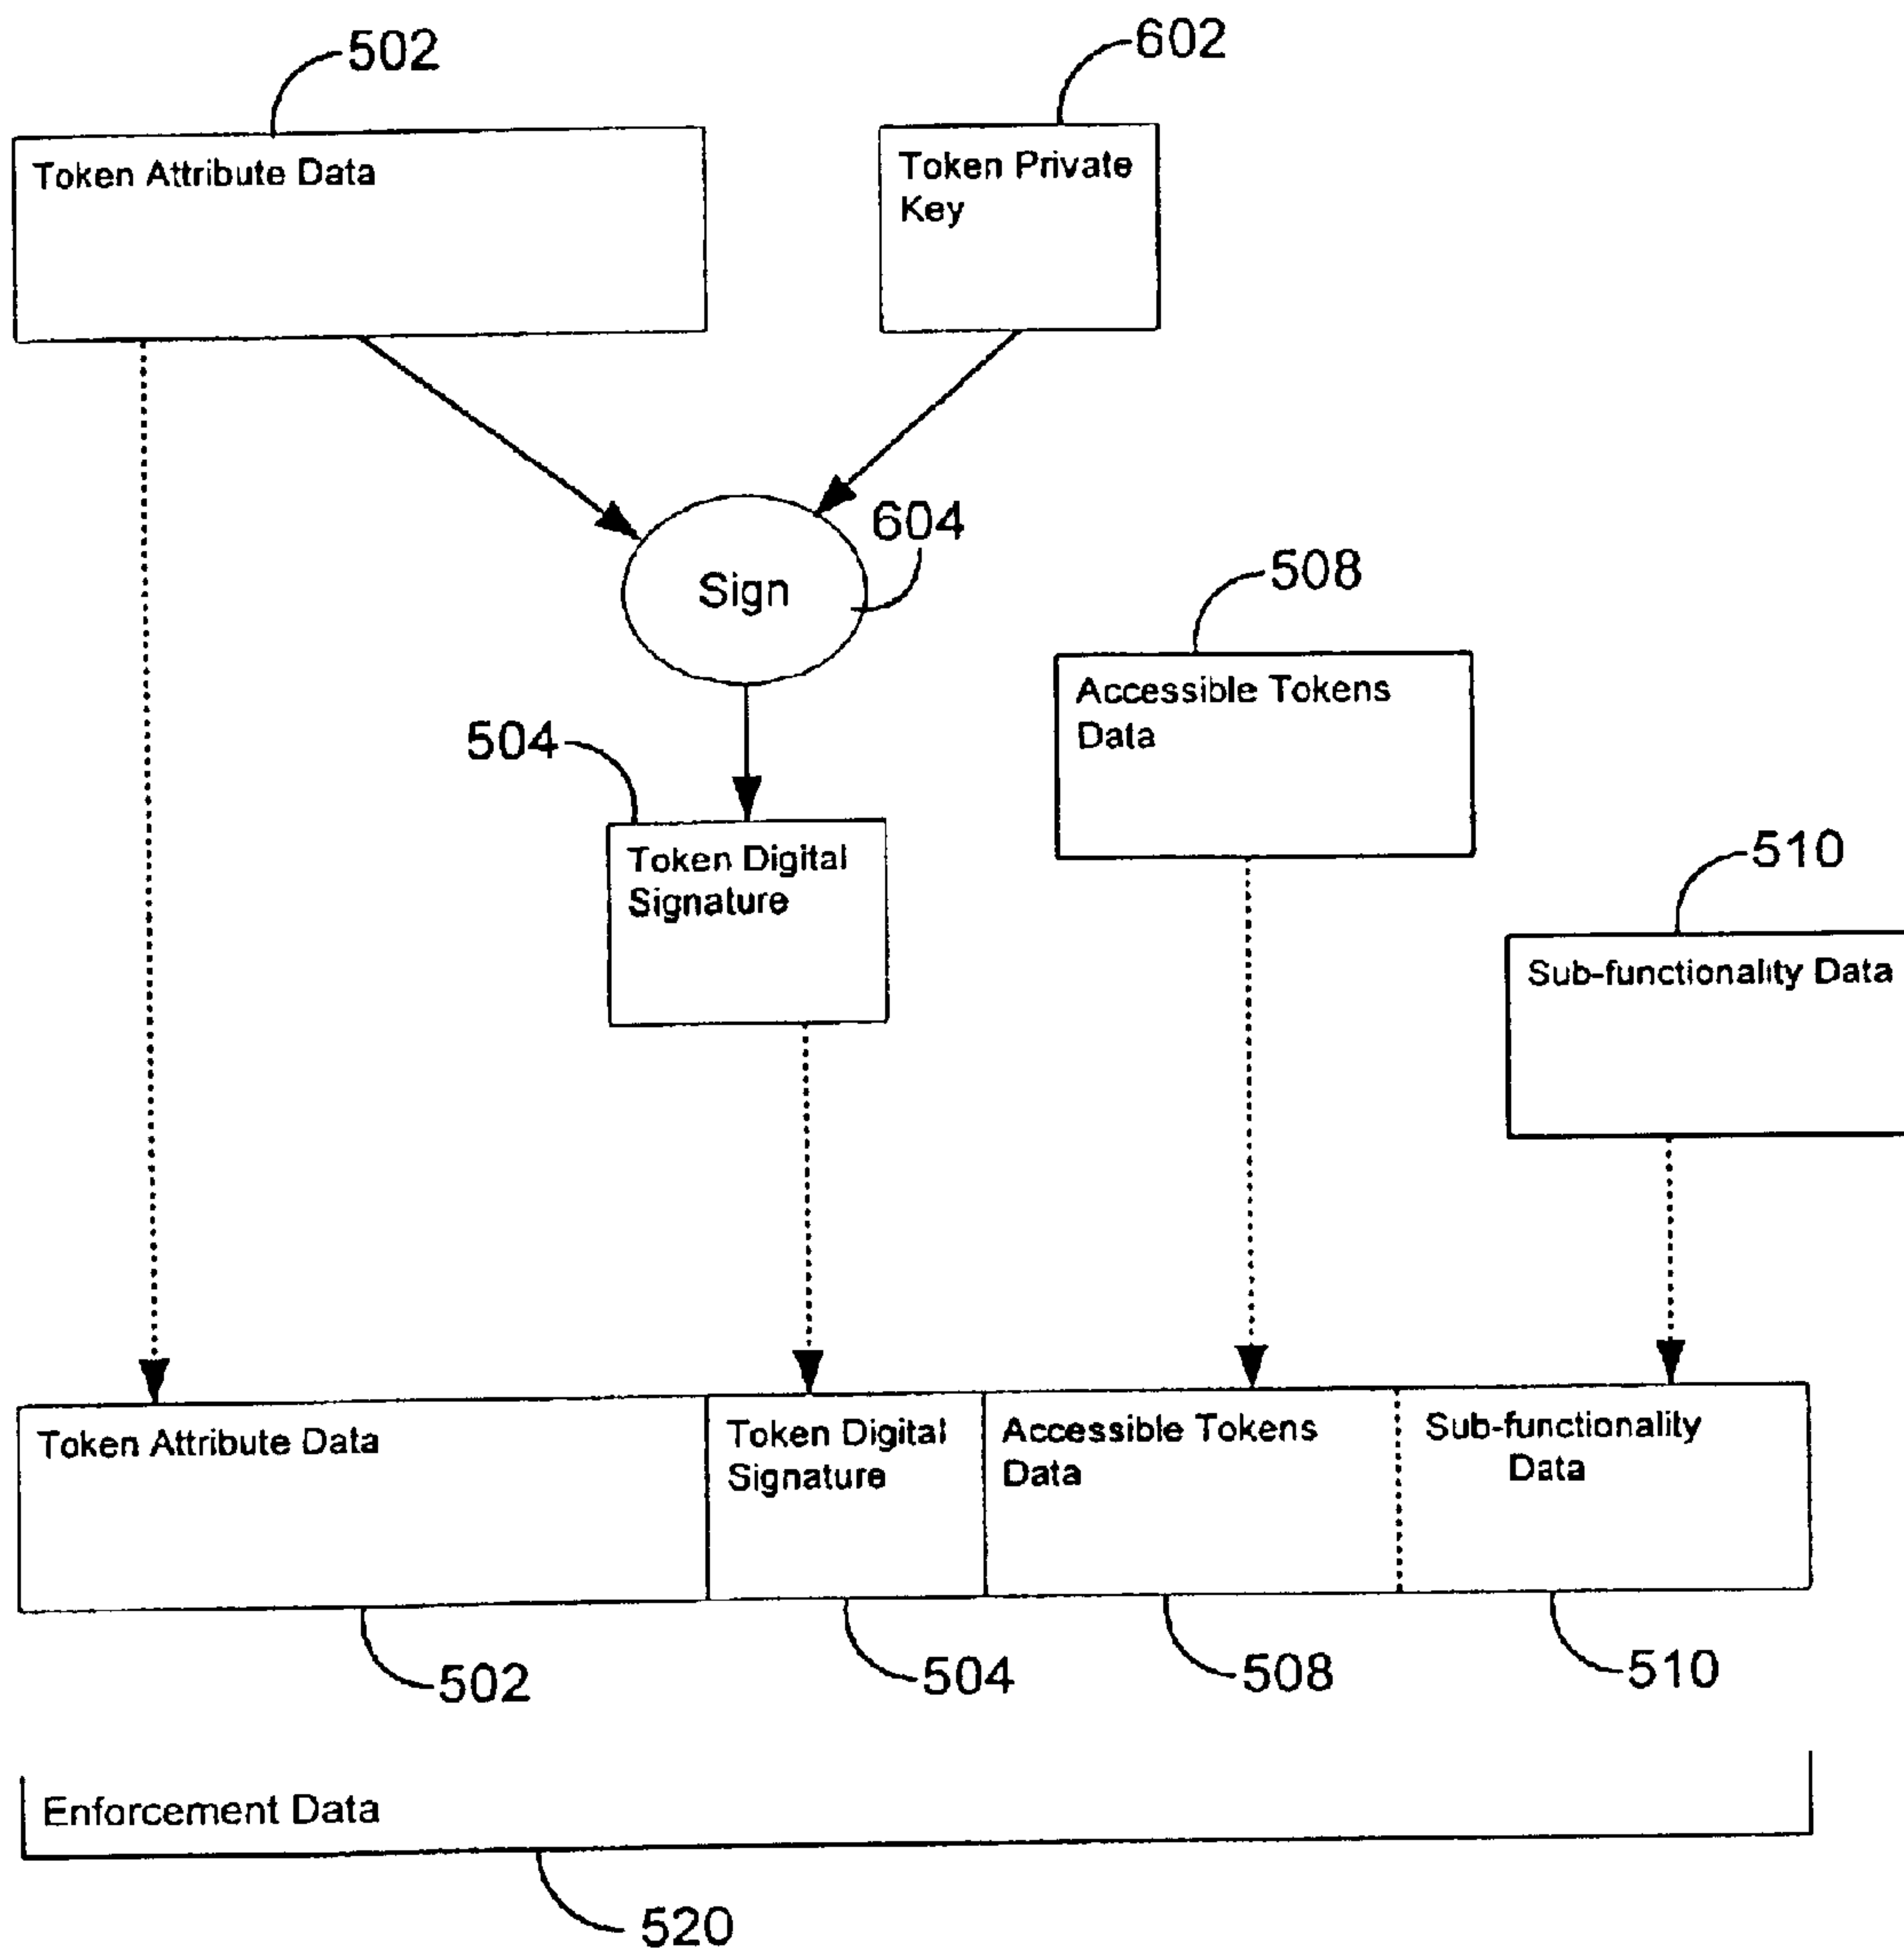 502
602
Token Attribute Data
Token Private
Key
604
Sign
508
Accessible Tokens
Data
504
Token Digital
Signature
510
Sub-functionality Data
Token Attribute Data
Token Digital
Signature
Accessible Tokens
Data
Sub-functionality
Data
502
504
508
510
Enforcement Data
520